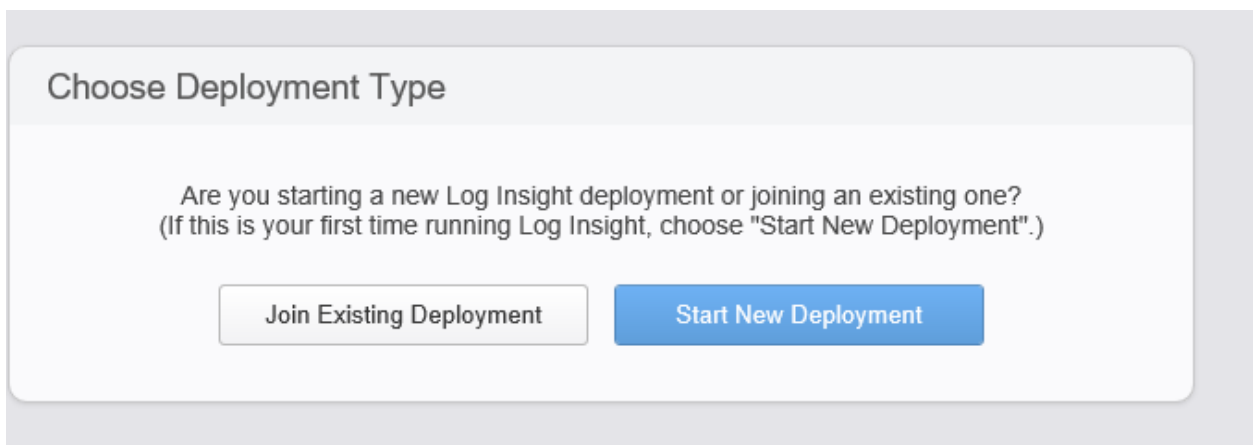 Choose Deployment Type
Are you starting a new Log Insight deployment or joining an existing one?
(If this is your first time running Log Insight, choose "Start New Deployment".)
Join Existing Deployment
Start New Deployment